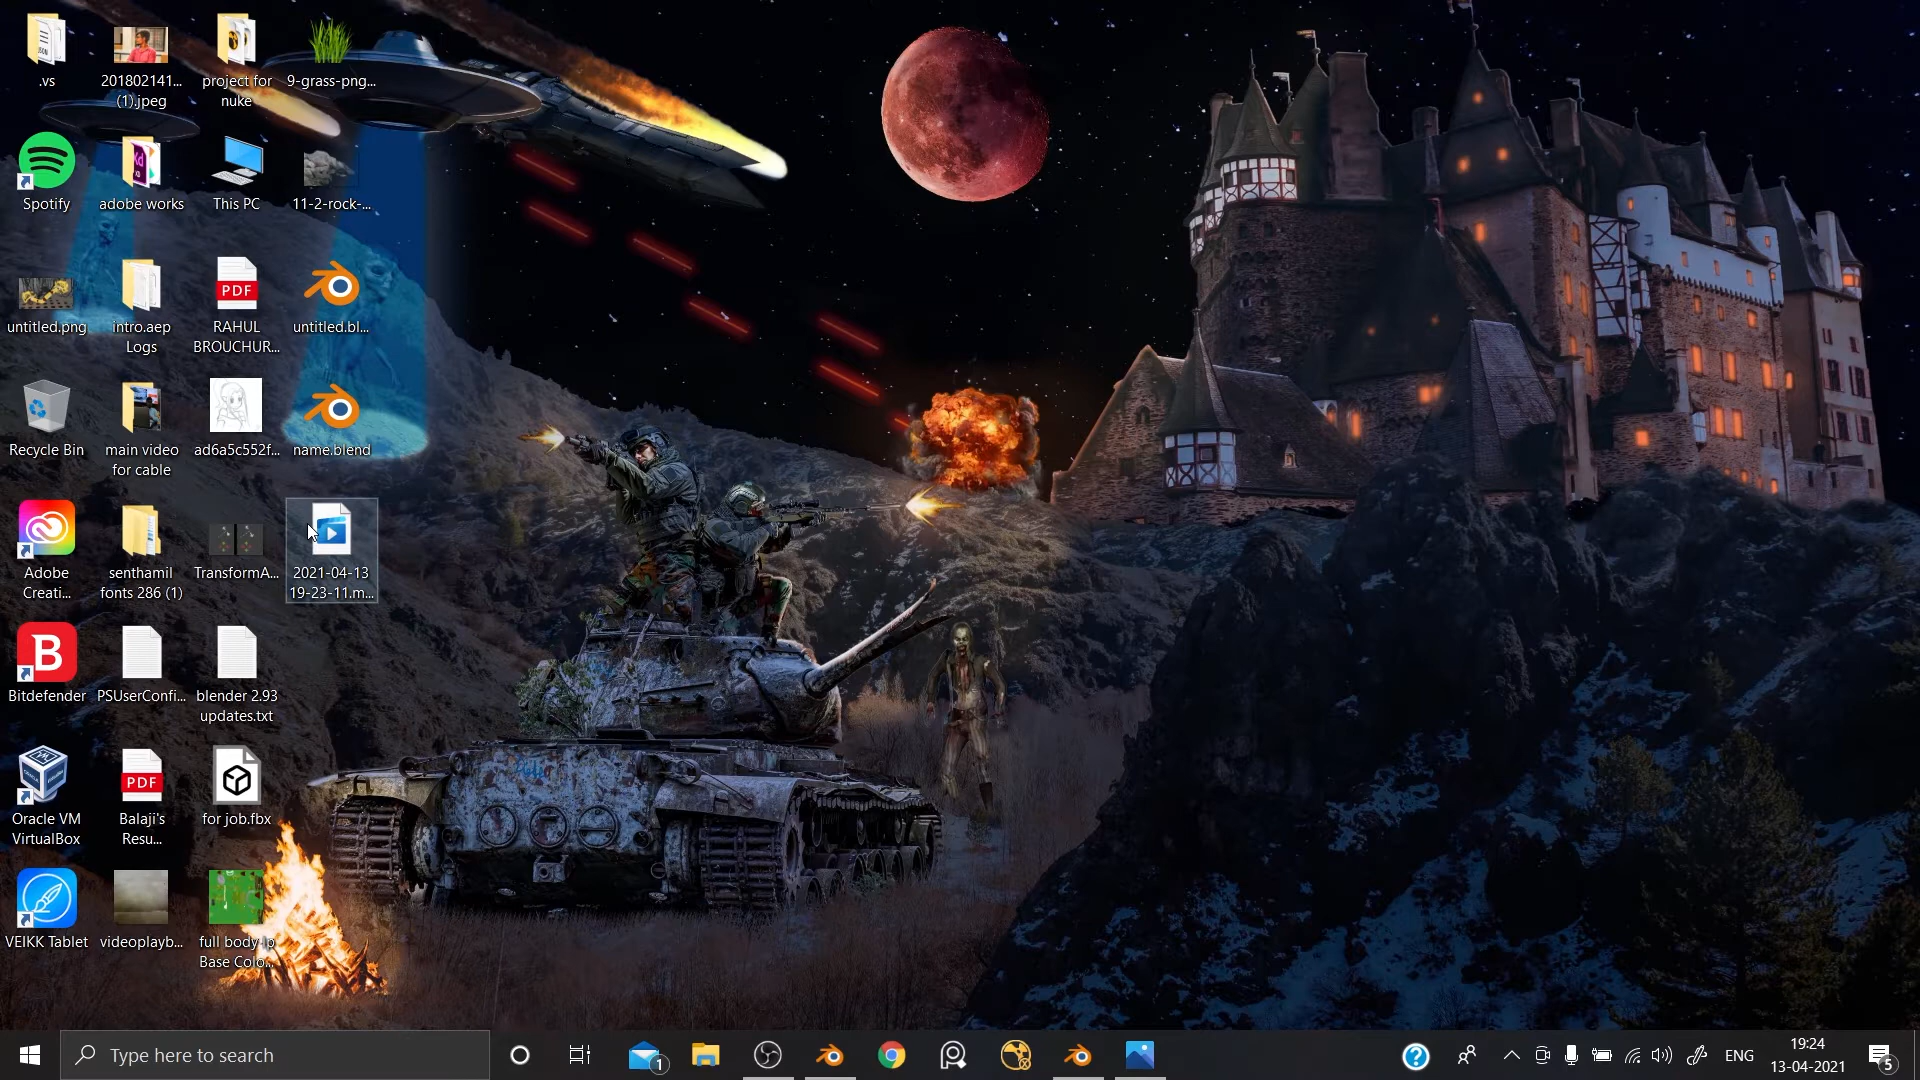 .vs
201802141...
(1).jpeg
project for
nuke
9-grass-png...
Spotify
adobe works
Xd
This PC
11-2-rock-...
untitled.png
intro.aep
Logs
PDF
RAHUL
BROUCHUR...
untitled.bl...
Recycle Bin
main video
for cable
ad6a5c552f...
name.blend
Adobe
Creati...
senthamil
fonts 286 (1)
TransformA...
2021-04-13
19-23-11.m...
B
Bitdefender
PSUserConfi...
blender 2.93
updates.txt
Oracle VM
VirtualBox
PDF
Balaji's
Resu...
for job.fbx
VEIKK Tablet
videoplayb...
full body lp
Base Colo...
Type here to search
1
ENG
19:24
13-04-2021
5